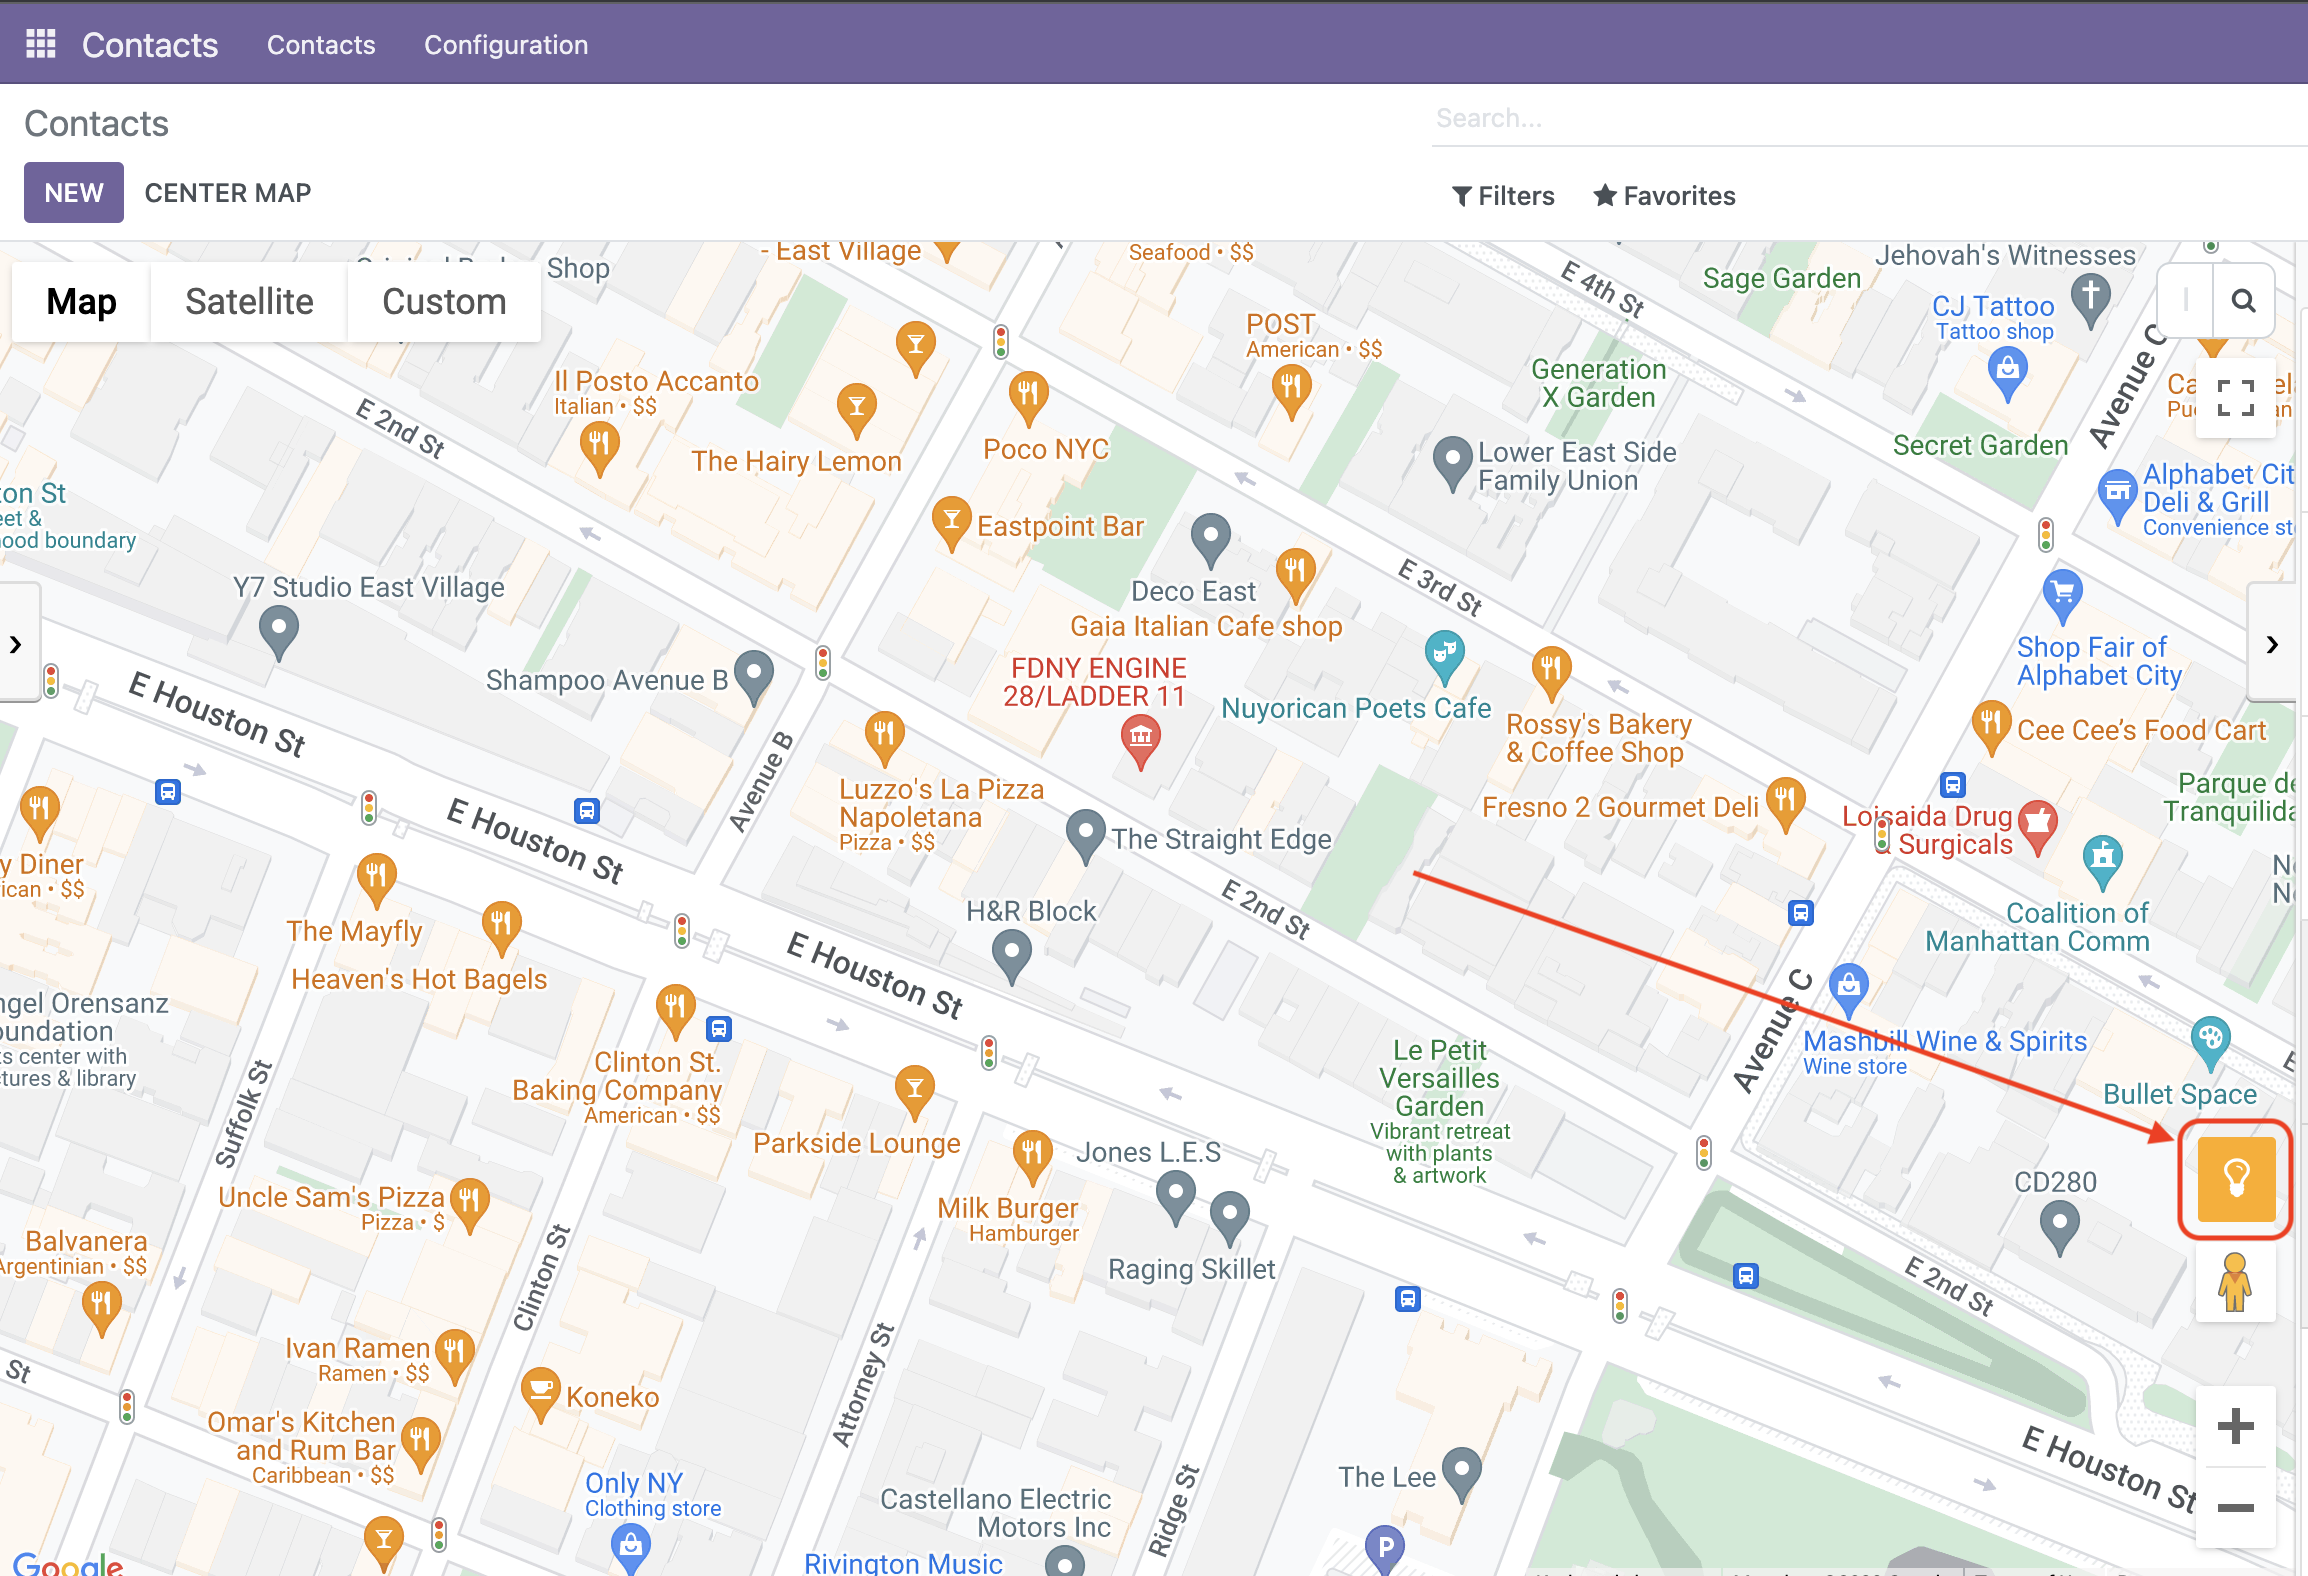 Contacts
Contacts
Configuration
Contacts
Search...
NEW
CENTER MAP
Filters
Favorites
Map
Satellite
Custom
Shop
- East Village
Seafood • $$
E 4th St
Sage Garden
Jehovah's Witnesses
CJ Tattoo
Tattoo shop
POST
American • $$
Generation
X Garden
Avenue C
Il Posto Accanto
Italian • $$
E 2nd St
The Hairy Lemon
Poco NYC
Lower East Side
Family Union
Secret Garden
Alphabet Cit
Deli & Grill
Convenience st
on St
eet &
ood boundary
Eastpoint Bar
Deco East
E 3rd St
Y7 Studio East Village
Gaia Italian Cafe shop
Shop Fair of
Alphabet City
FDNY ENGINE
28/LADDER 11
Shampoo Avenue B
Nuyorican Poets Cafe
Rossy's Bakery
& Coffee Shop
Cee Cee's Food Cart
E Houston St
Avenue B
Luzzo's La Pizza
Napoletana
Pizza • $$
Parque de
Tranquilida
Fresno 2 Gourmet Deli
Loisaida Drug
& Surgicals
E Houston St
The Straight Edge
y Diner
ican • $$
E 2nd St
H&R Block
The Mayfly
Coalition of
Manhattan Comm
Heaven's Hot Bagels
E Houston St
Avenue C
ngel Orensanz
oundation
ts center with
ctures & library
Mashbill Wine & Spirits
Wine store
Clinton St.
Baking Company
American • $$
Le Petit
Versailles
Garden
Vibrant retreat
with plants
& artwork
Bullet Space
Suffolk St
Parkside Lounge
Jones L.E.S
CD280
Uncle Sam's Pizza
Pizza • $
Milk Burger
Hamburger
Balvanera
Argentinian • $$
Clinton St
Raging Skillet
E 2nd St
Ivan Ramen
Ramen • $$
St
Attorney St
Koneko
Omar's Kitchen
and Rum Bar
Caribbean • $$
E Houston St
The Lee
Only NY
Clothing store
Castellano Electric
Motors Inc
Ridge St
P
Rivington Music
Google